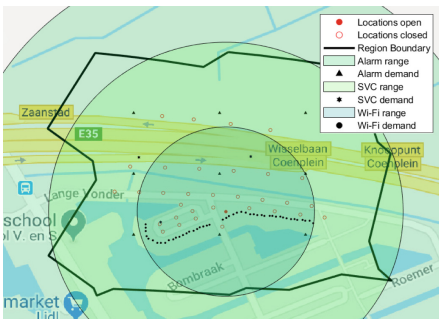 Locations open
Locations closed
Region Boundary
Alarm range
Alarm demand
SVC range
SVC demand
Wi-Fi range
Wi-Fi demand
Zaanstad
E35
Wisselbaan
Coenplein
Knooppunt
Coenplein
Lange Vonder
school
ol V. en S
Bombraak
Roemer
market
Lidl